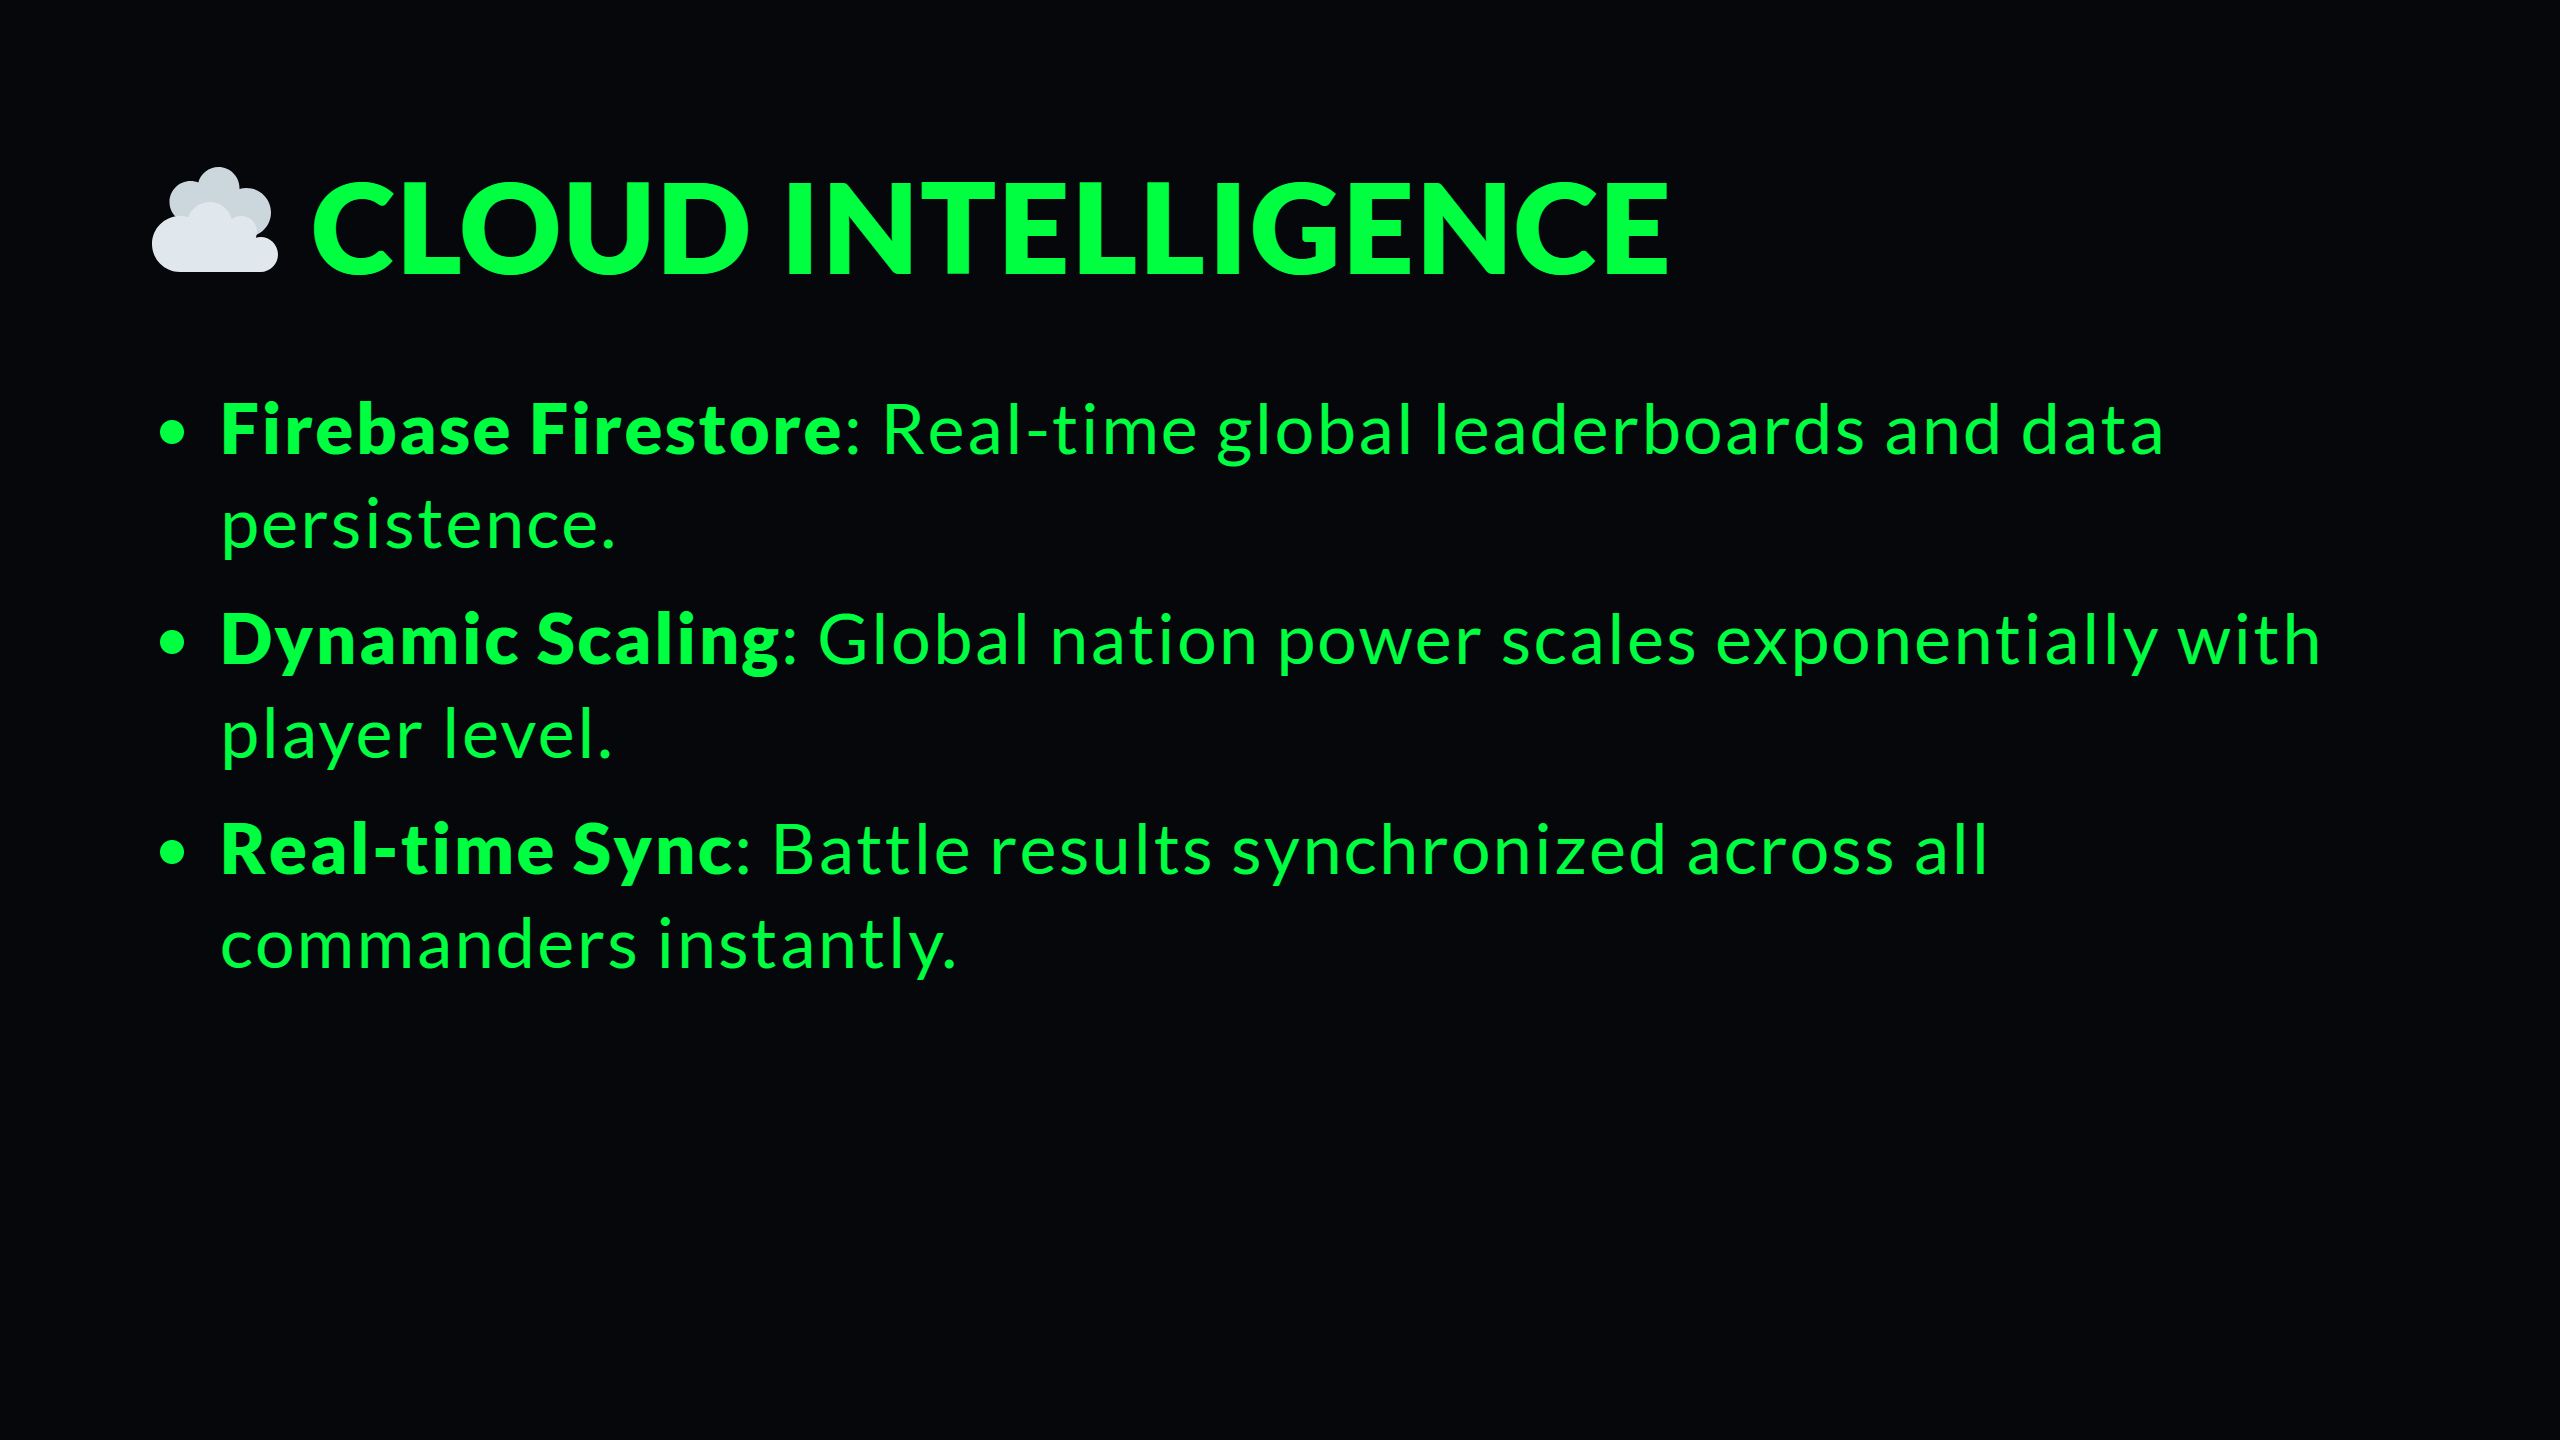 ☁️ CLOUD INTELLIGENCE
• Firebase Firestore: Real-time global leaderboards and data
persistence.
• Dynamic Scaling: Global nation power scales exponentially with
player level.
• Real-time Sync: Battle results synchronized across all
commanders instantly.